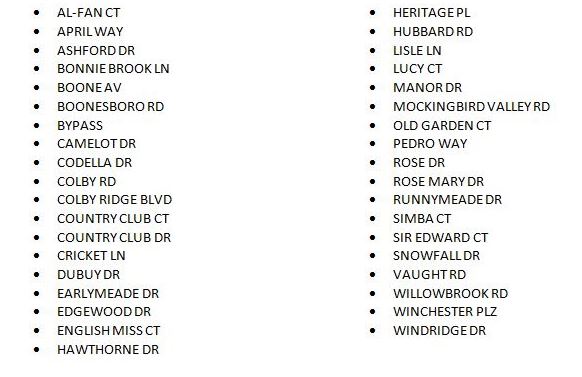 AL-FAN CT
APRIL WAY
ASHFORD DR
BONNIE BROOK LN
BOONE AV
BOONESBORO RD
BYPASS
CAMELOT DR
CODELLA DR
COLBY RD
COLBY RIDGE BLVD
COUNTRY CLUB CT
COUNTRY CLUB DR
CRICKET LN
DUBUY DR
EARLYMEADE DR
EDGEWOOD DR
ENGLISH MISS CT
HAWTHORNE DR
HERITAGE PL
HUBBARD RD
LISLE LN
LUCY CT
MANOR DR
MOCKINGBIRD VALLEY RD
OLD GARDEN CT
PEDRO WAY
ROSE DR
ROSE MARY DR
RUNNYMEADE DR
SIMBA CT
SIR EDWARD CT
SNOWFALL DR
VAUGHT RD
WILLOWBROOK RD
WINCHESTER PLZ
WINDRIDGE DR